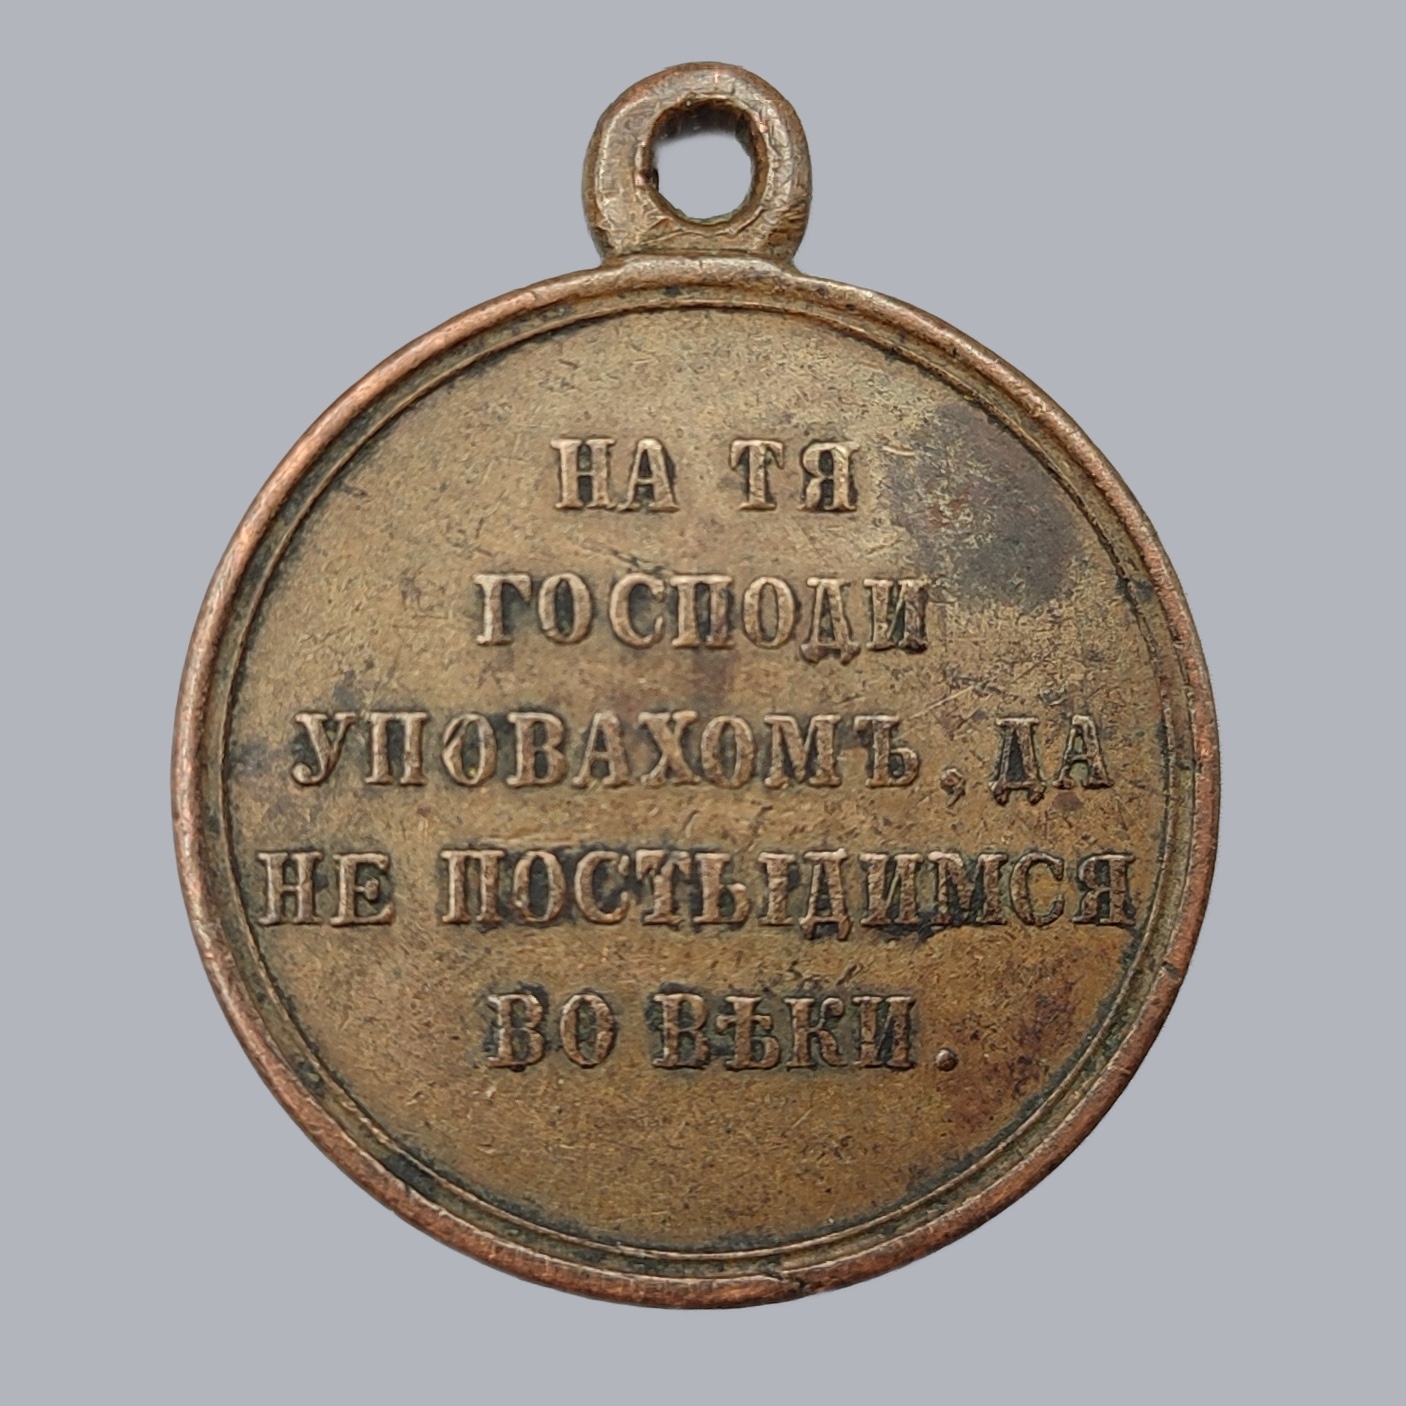 НА ТЯ
ГОСПОДИ
УПОВАХОМЪ, ДА
НЕ ПОСТЫДИМСЯ
ВО ВѢКИ.